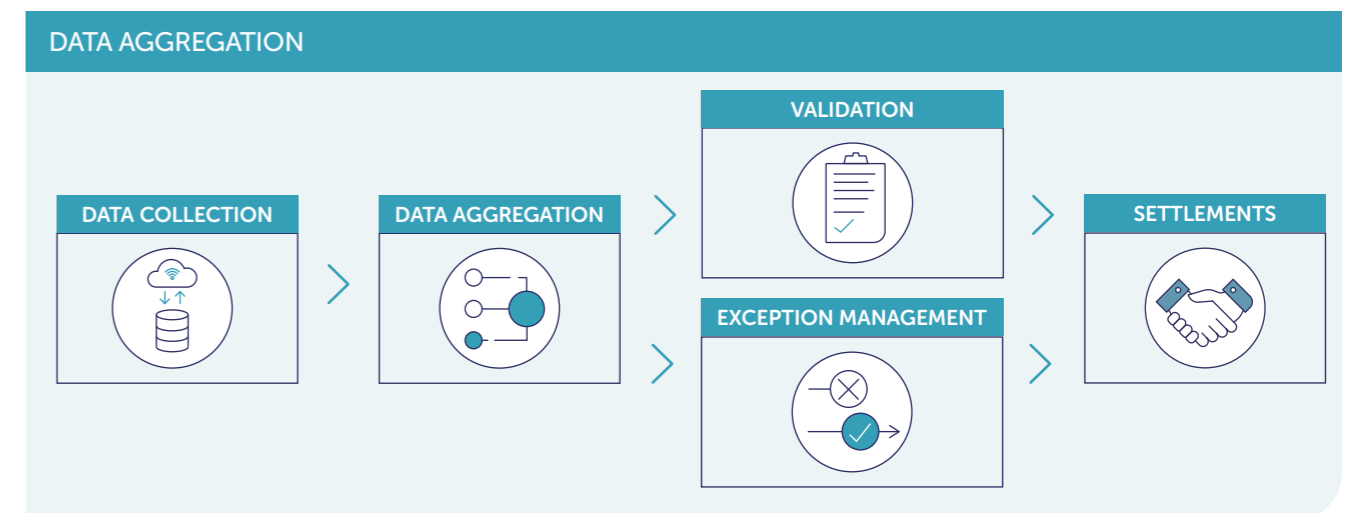 DATA AGGREGATION
DATA COLLECTION
DATA AGGREGATION
VALIDATION
EXCEPTION MANAGEMENT
SETTLEMENTS